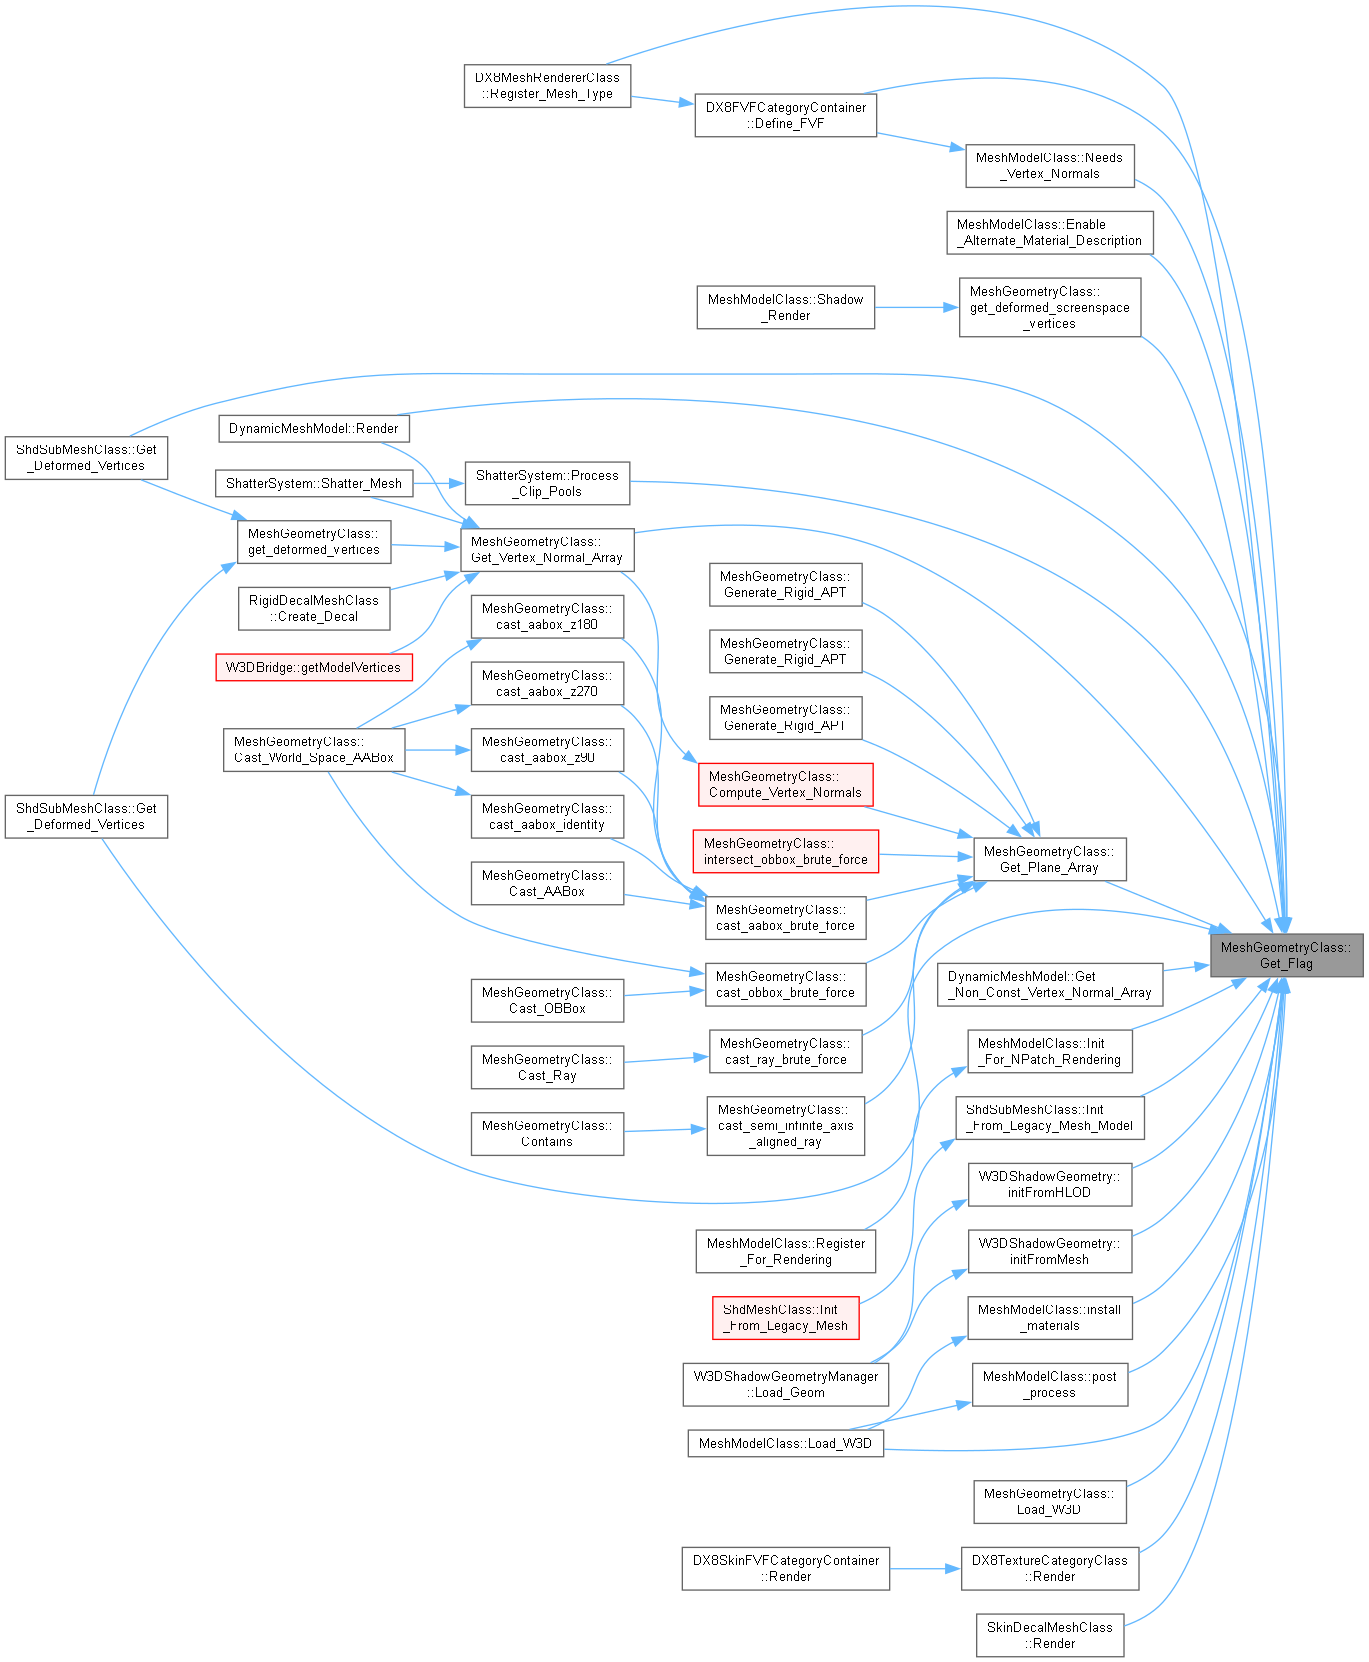 DX8MeshRendererClass
::Register_Mesh_Type
DX8FVFCategoryContainer
::Define_FVF
MeshModelClass::Needs
_Vertex_Normals
MeshModelClass::Enable
_Alternate_Material_Description
MeshModelClass::Shadow
_Render
MeshGeometryClass::
get_deformed_screenspace
_vertices
ShdSubMeshClass::Get
_Deformed_Vertices
DynamicMeshModel::Render
ShatterSystem::Shatter_Mesh
ShatterSystem::Process
_Clip_Pools
MeshGeometryClass::
get_deformed_vertices
MeshGeometryClass::
Get_Vertex_Normal_Array
RigidDecalMeshClass
::Create_Decal
W3DBridge::getModelVertices
MeshGeometryClass::
cast_aabox_z180
MeshGeometryClass::
cast_aabox_z270
MeshGeometryClass::
cast_aabox_z90
MeshGeometryClass::
Cast_World_Space_AABox
MeshGeometryClass::
cast_aabox_identity
ShdSubMeshClass::Get
_Deformed_Vertices
MeshGeometryClass::
Generate_Rigid_APT
MeshGeometryClass::
Generate_Rigid_APT
MeshGeometryClass::
Generate_Rigid_APT
MeshGeometryClass::
Compute_Vertex_Normals
MeshGeometryClass::
intersect_obbox_brute_force
MeshGeometryClass::
Get_Plane_Array
MeshGeometryClass::
Cast_AABox
MeshGeometryClass::
cast_aabox_brute_force
MeshGeometryClass::
Get_Flag
MeshGeometryClass::
Cast_OBBox
MeshGeometryClass::
cast_obbox_brute_force
DynamicMeshModel::Get
_Non_Const_Vertex_Normal_Array
MeshGeometryClass::
Cast_Ray
MeshGeometryClass::
cast_ray_brute_force
MeshModelClass::Init
_For_NPatch_Rendering
MeshGeometryClass::
Contains
MeshGeometryClass::
cast_semi_infinite_axis
_aligned_ray
ShdSubMeshClass::Init
_From_Legacy_Mesh_Model
W3DShadowGeometry::
initFromHLOD
MeshModelClass::Register
_For_Rendering
W3DShadowGeometry::
initFromMesh
ShdMeshClass::Init
_From_Legacy_Mesh
MeshModelClass::install
_materials
W3DShadowGeometryManager
::Load_Geom
MeshModelClass::post
_process
MeshModelClass::Load_W3D
MeshGeometryClass::
Load_W3D
DX8SkinFVFCategoryContainer
::Render
DX8TextureCategoryClass
::Render
SkinDecalMeshClass
::Render